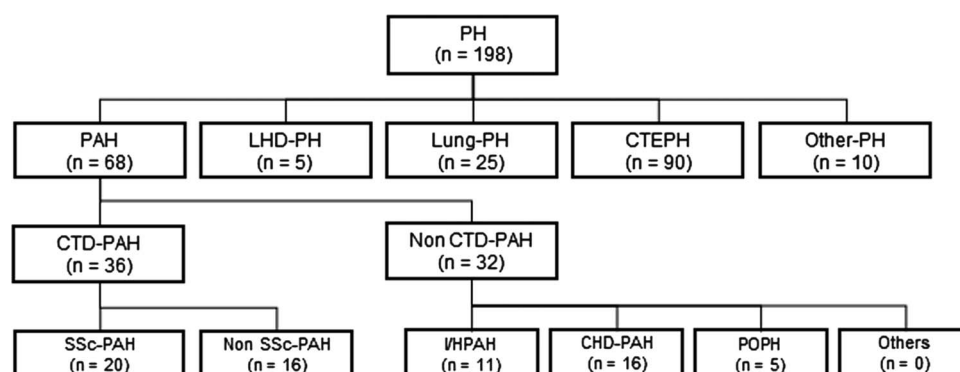 PH
(n = 198)
PAH
(n = 68)
LHD-PH
(n = 5)
Lung-PH
(n = 25)
CTEPH
(n = 90)
Other-PH
(n = 10)
CTD-PAH
(n = 36)
Non CTD-PAH
(n = 32)
SSc-PAH
(n = 20)
Non SSc-PAH
(n = 16)
I/HPAH
(n = 11)
CHD-PAH
(n = 16)
POPH
(n = 5)
Others
(n = 0)